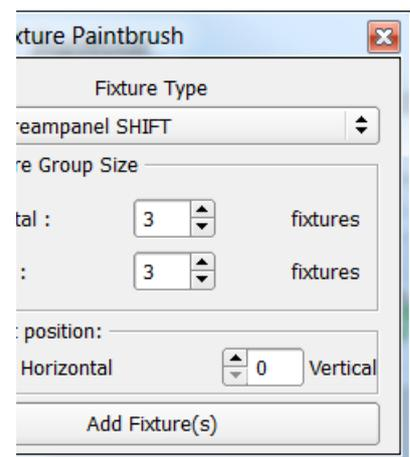 xture Paintbrush
Fixture Type
reampanel SHIFT
re Group Size
tal : 3 fixtures
: 3 fixtures
t position:
Horizontal 0 Vertical
Add Fixture(s)